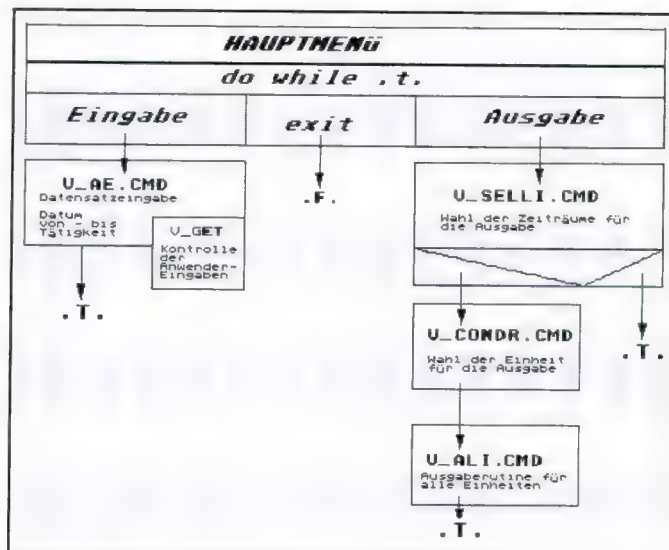 HAUPTMENü
do while .t.
Eingabe
exit
Ausgabe
V_AE.CMD
Datensatzeingabe
Datum
von - bis
Tätigkeit
V_GET
Kontrolle
der
Anwender-
Eingaben
.T.
.F.
V_SELLI.CMD
Wahl der Zeiträume für
die Ausgabe
V_CONDR.CMD
Wahl der Einheit
für die Ausgabe
.T.
V_ALI.CMD
Ausgaberutine für
alle Einheiten
.T.